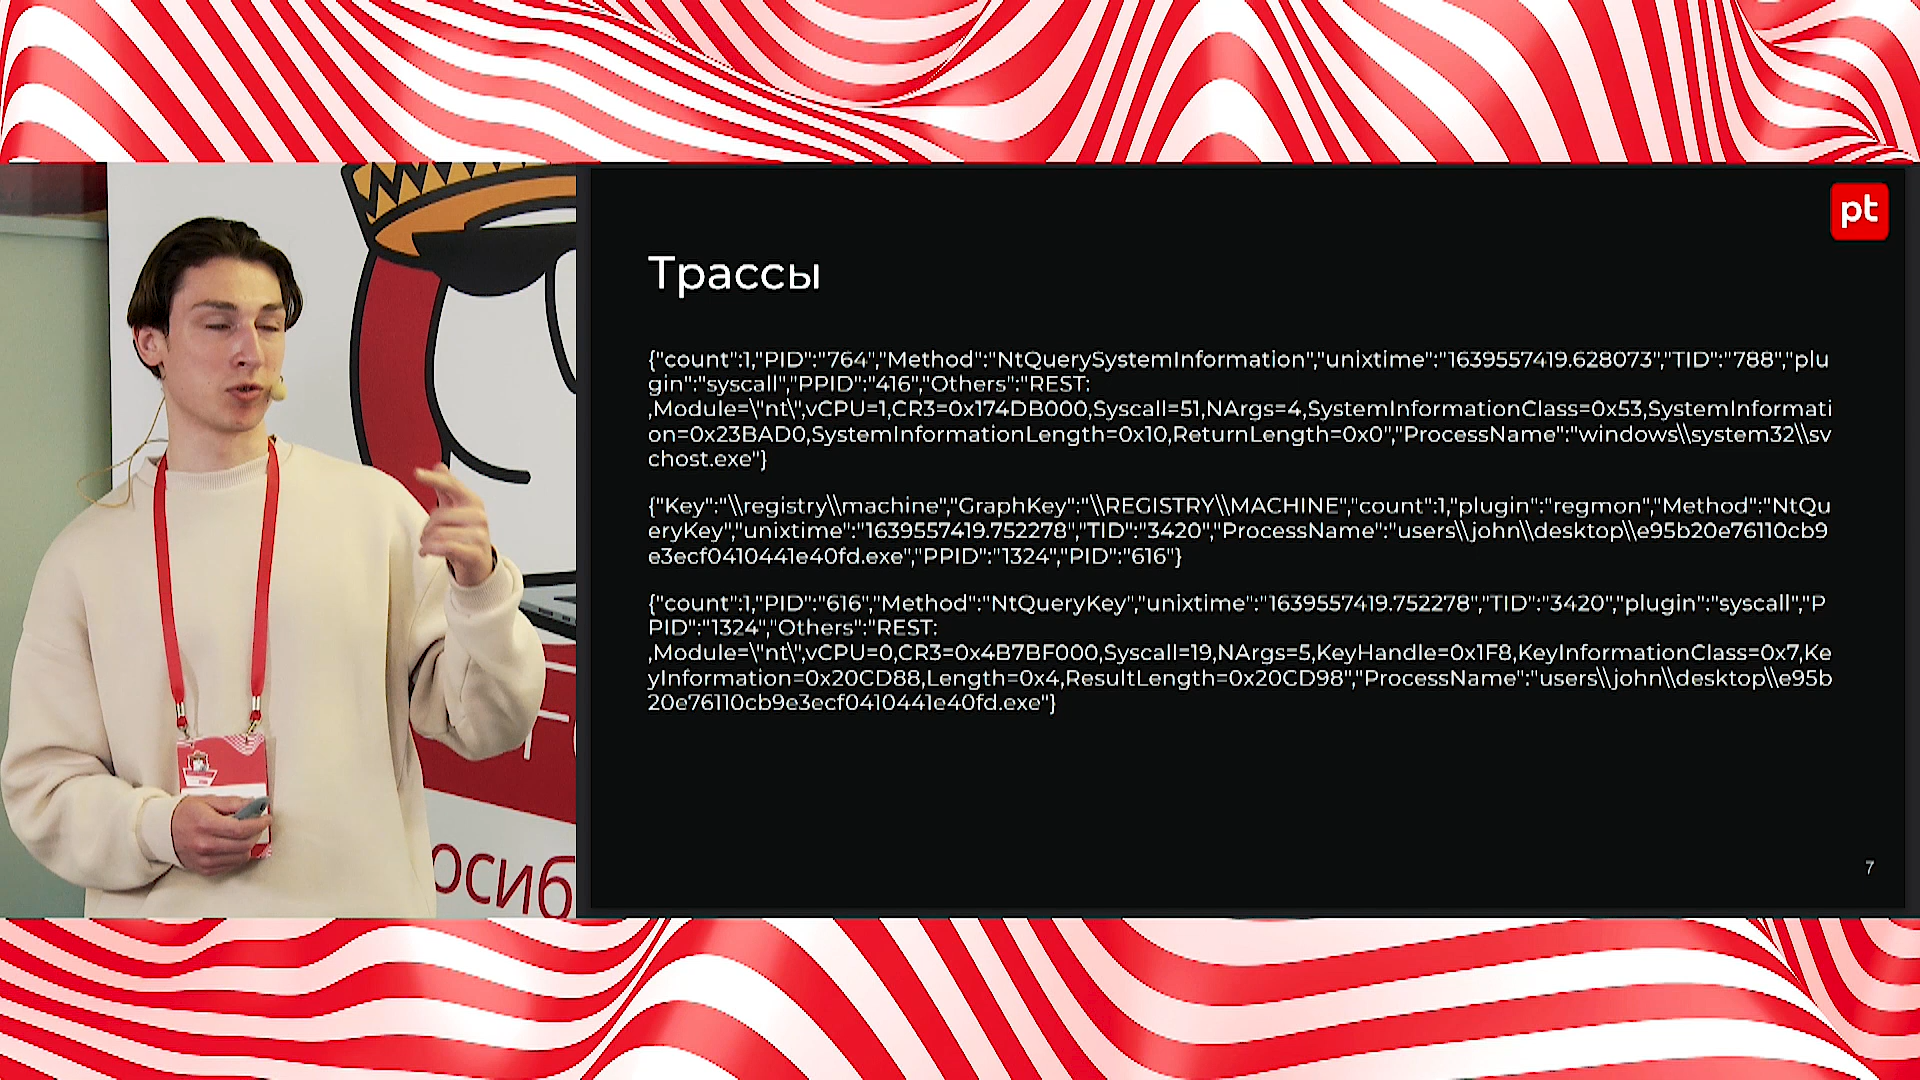 pt
Трассы
{"count":1,"PID":"764","Method":"NtQuerySystemInformation","unixtime":"1639557419.628073","TID":"788","plu
gin":"syscall","PPID":"416","Others":"REST:
,Module=\"nt\",vCPU=1,CR3=0x174DB000,Syscall=51,NArgs=4,SystemInformationClass=0x53,SystemInformati
on=0x23BAD0,SystemInformationLength=0x10,ReturnLength=0x0","ProcessName":"windows\\system32\\sv
chost.exe"}
{"Key":"\\registry\\machine","GraphKey":"\\REGISTRY\\MACHINE","count":1,"plugin":"regmon","Method":"NtQu
eryKey","unixtime":"1639557419.752278","TID":"3420","ProcessName":"users\\john\\desktop\\e95b20e76110cb9
e3ecf0410441e40fd.exe","PPID":"1324","PID":"616"}
{"count":1,"PID":"616","Method":"NtQueryKey","unixtime":"1639557419.752278","TID":"3420","plugin":"syscall","P
PID":"1324","Others":"REST:
,Module=\"nt\",vCPU=0,CR3=0x4B7BF000,Syscall=19,NArgs=5,KeyHandle=0x1F8,KeyInformationClass=0x7,Ke
yInformation=0x20CD88,Length=0x4,ResultLength=0x20CD98","ProcessName":"users\\john\\desktop\\e95b
20e76110cb9e3ecf0410441e40fd.exe"}
7
осиб